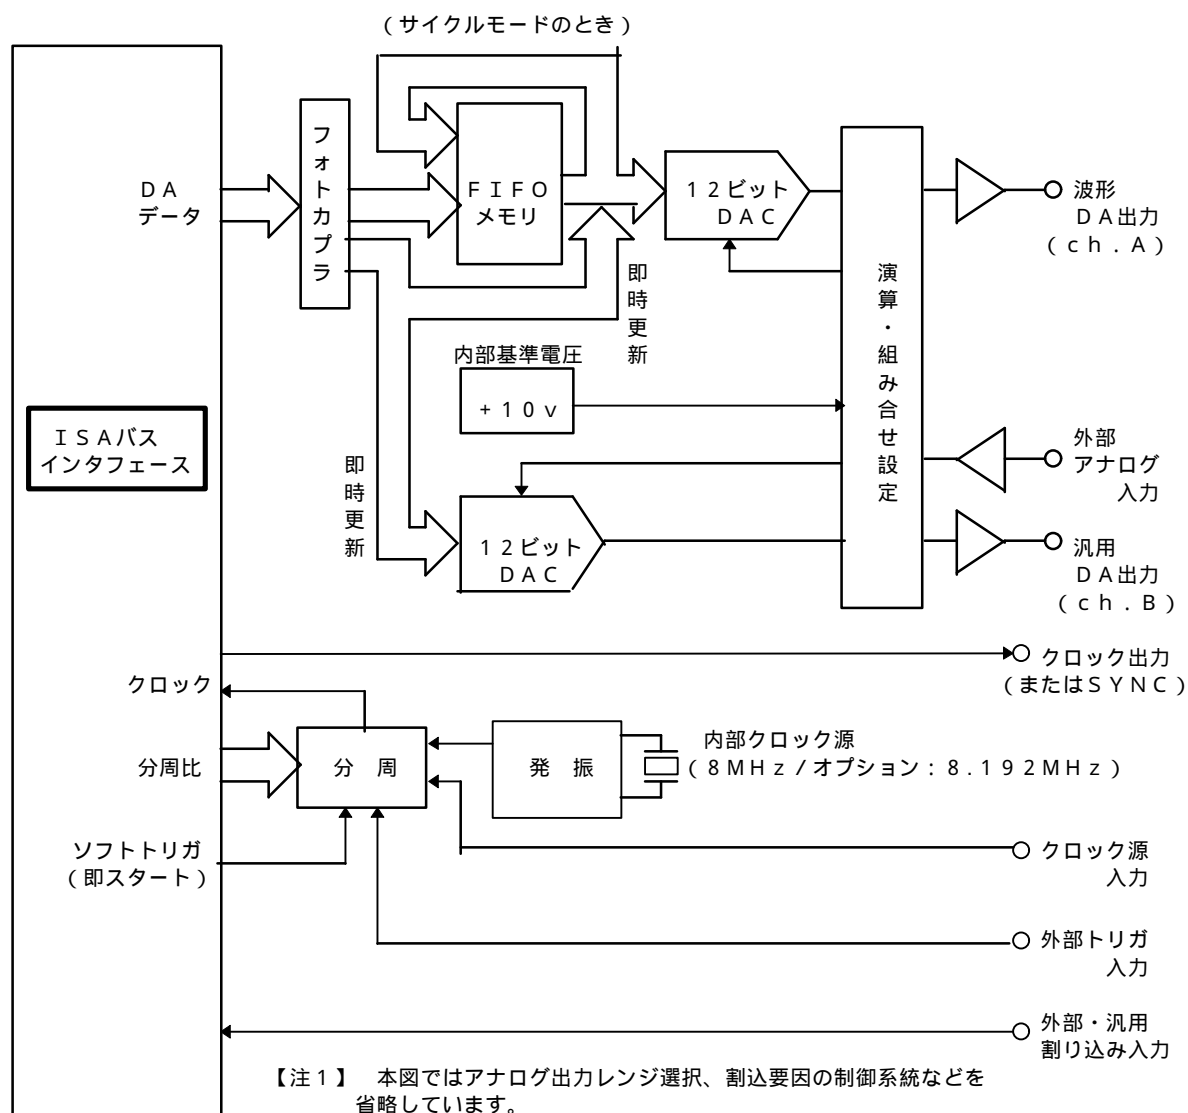 (サイクルモードのとき)
フォトカプラ
DA
データ
FIFO
メモリ
12ビット
DAC
波形
DA出力
(ch.A)
即時更新
演算・組み合せ設定
内部基準電圧
+10v
ISAバス
インタフェース
外部
アナログ
入力
即時更新
12ビット
DAC
汎用
DA出力
(ch.B)
クロック出力
(またはSYNC)
クロック
分周比
分 周
発 振
内部クロック源
(8MHz/オプション:8.192MHz)
ソフトトリガ
(即スタート)
クロック源
入力
外部トリガ
入力
外部・汎用
割り込み入力
【注1】 本図ではアナログ出力レンジ選択、割込要因の制御系統などを
省略しています。